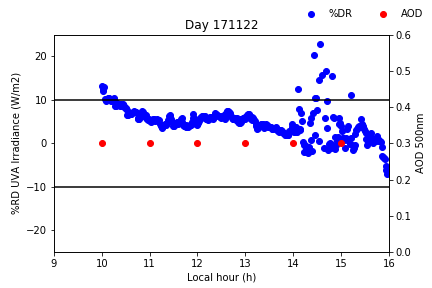 %DR AOD
Day 171122
%RD UVA Irradiance (W/m2)
20
10
0
−10
−20
0.6
0.5
0.4
0.3
0.2
0.1
0.0
AOD 500nm
9 10 11 12 13 14 15 16
Local hour (h)